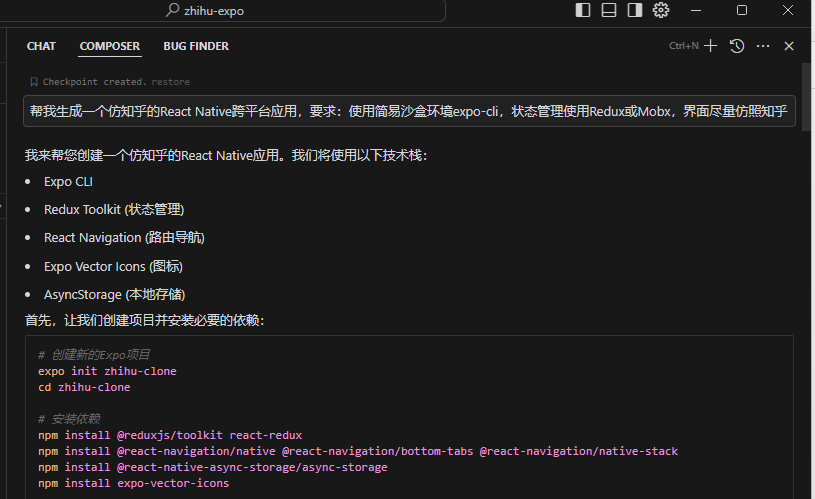 zhihu-expo
CHAT COMPOSER BUG FINDER Ctrl+N
Checkpoint created. restore
帮我生成一个仿知乎的React Native跨平台应用，要求：使用简易沙盒环境expo-cli，状态管理使用Redux或Mobx，界面尽量仿照知乎
我来帮您创建一个仿知乎的React Native应用。我们将使用以下技术栈：
• Expo CLI
• Redux Toolkit (状态管理)
• React Navigation (路由导航)
• Expo Vector Icons (图标)
• AsyncStorage (本地存储)
首先，让我们创建项目并安装必要的依赖：
# 创建新的Expo项目
expo init zhihu-clone
cd zhihu-clone
# 安装依赖
npm install @reduxjs/toolkit react-redux
npm install @react-navigation/native @react-navigation/bottom-tabs @react-navigation/native-stack
npm install @react-native-async-storage/async-storage
npm install expo-vector-icons